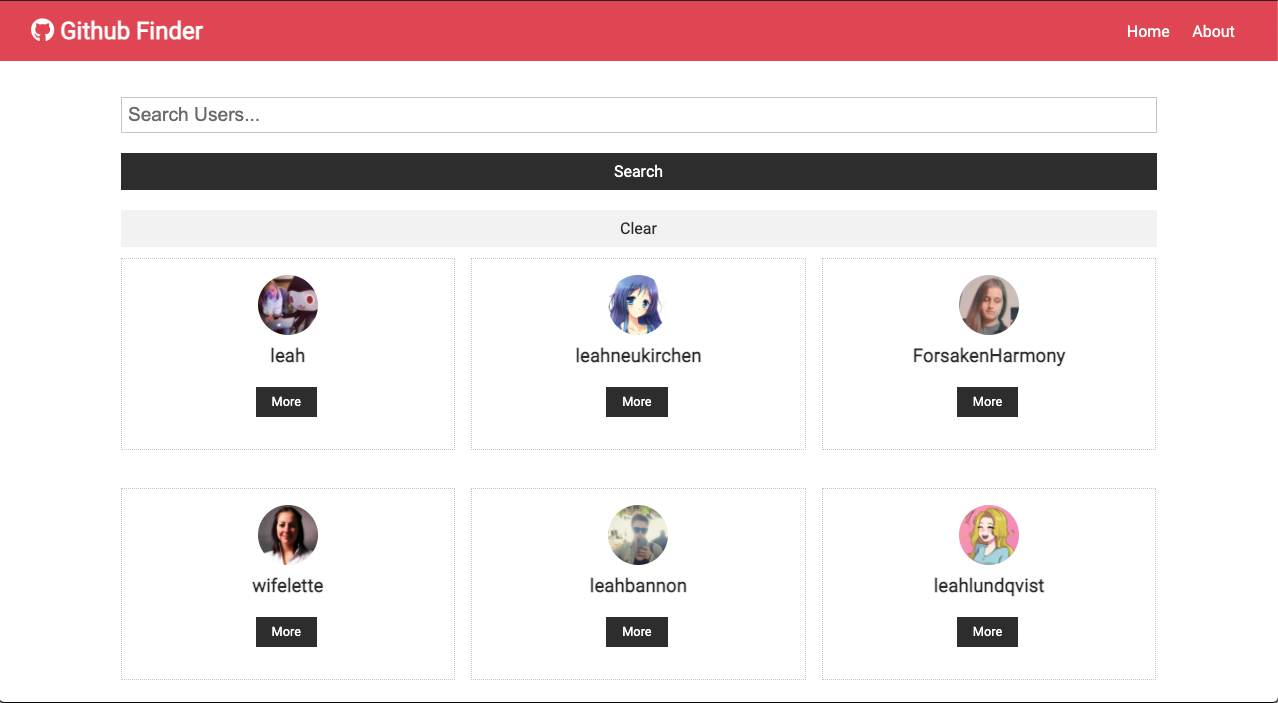 Github Finder
Home About
Search Users...
Search
Clear
leah leahneukirchen ForsakenHarmony
More More More
wifelette leahbannon leahlundqvist
More More More